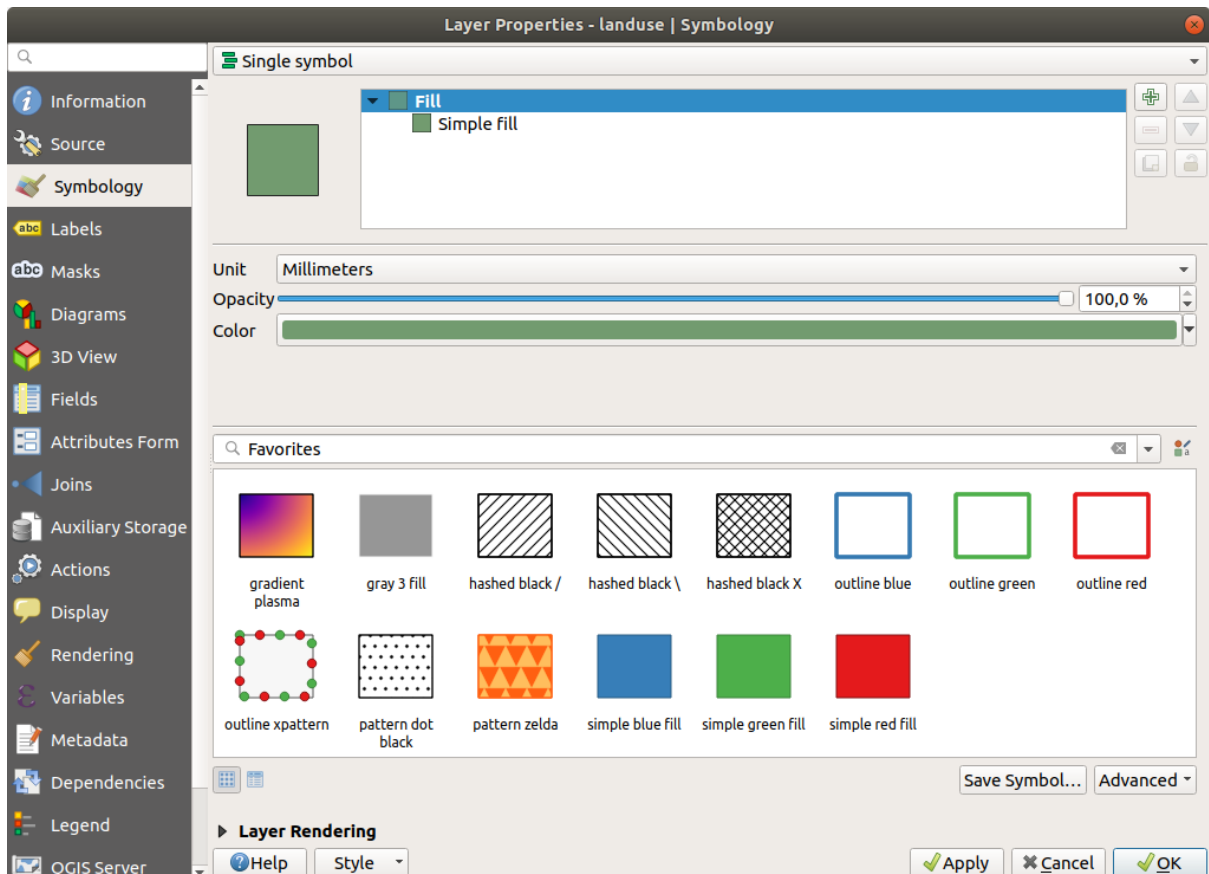 Layer Properties - landuse | Symbology
Single symbol
Information
Source
Symbology
abc Labels
abc Masks
Diagrams
3D View
Fields
Attributes Form
Joins
Auxiliary Storage
Actions
Display
Rendering
Variables
Metadata
Dependencies
Legend
QGIS Server
Fill
Simple fill
Unit Millimeters
Opacity 100,0 %
Color
Favorites
gradient plasma
gray 3 fill
hashed black /
hashed black \
hashed black X
outline blue
outline green
outline red
outline xpattern
pattern dot black
pattern zelda
simple blue fill
simple green fill
simple red fill
Save Symbol... Advanced
Layer Rendering
Help Style Apply Cancel OK